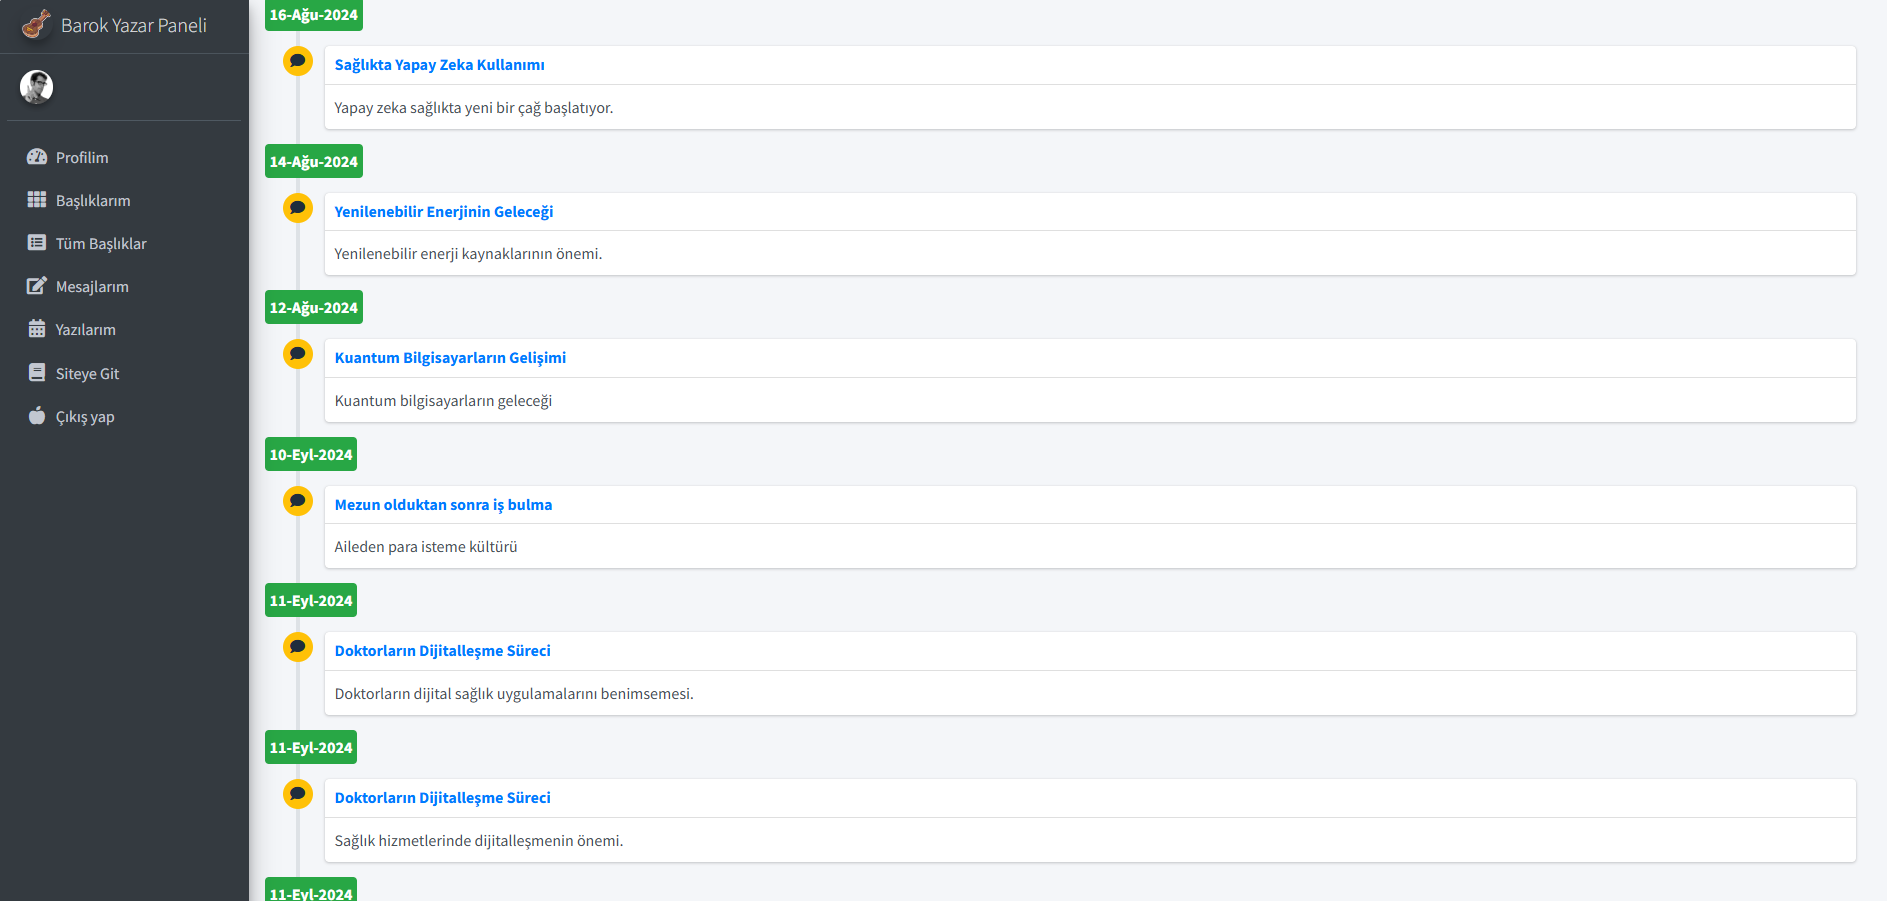 Barok Yazar Paneli
Profilim
Başlıklarım
Tüm Başlıklar
Mesajlarım
Yazılarım
Siteye Git
Çıkış yap
16-Ağu-2024
Sağlıkta Yapay Zeka Kullanımı
Yapay zeka sağlıkta yeni bir çağ başlatıyor.
14-Ağu-2024
Yenilenebilir Enerjinin Geleceği
Yenilenebilir enerji kaynaklarının önemi.
12-Ağu-2024
Kuantum Bilgisayarların Gelişimi
Kuantum bilgisayarların geleceği
10-Eyl-2024
Mezun olduktan sonra iş bulma
Aileden para isteme kültürü
11-Eyl-2024
Doktorların Dijitalleşme Süreci
Doktorların dijital sağlık uygulamalarını benimsemesi.
11-Eyl-2024
Doktorların Dijitalleşme Süreci
Sağlık hizmetlerinde dijitalleşmenin önemi.
11-Eyl-2024